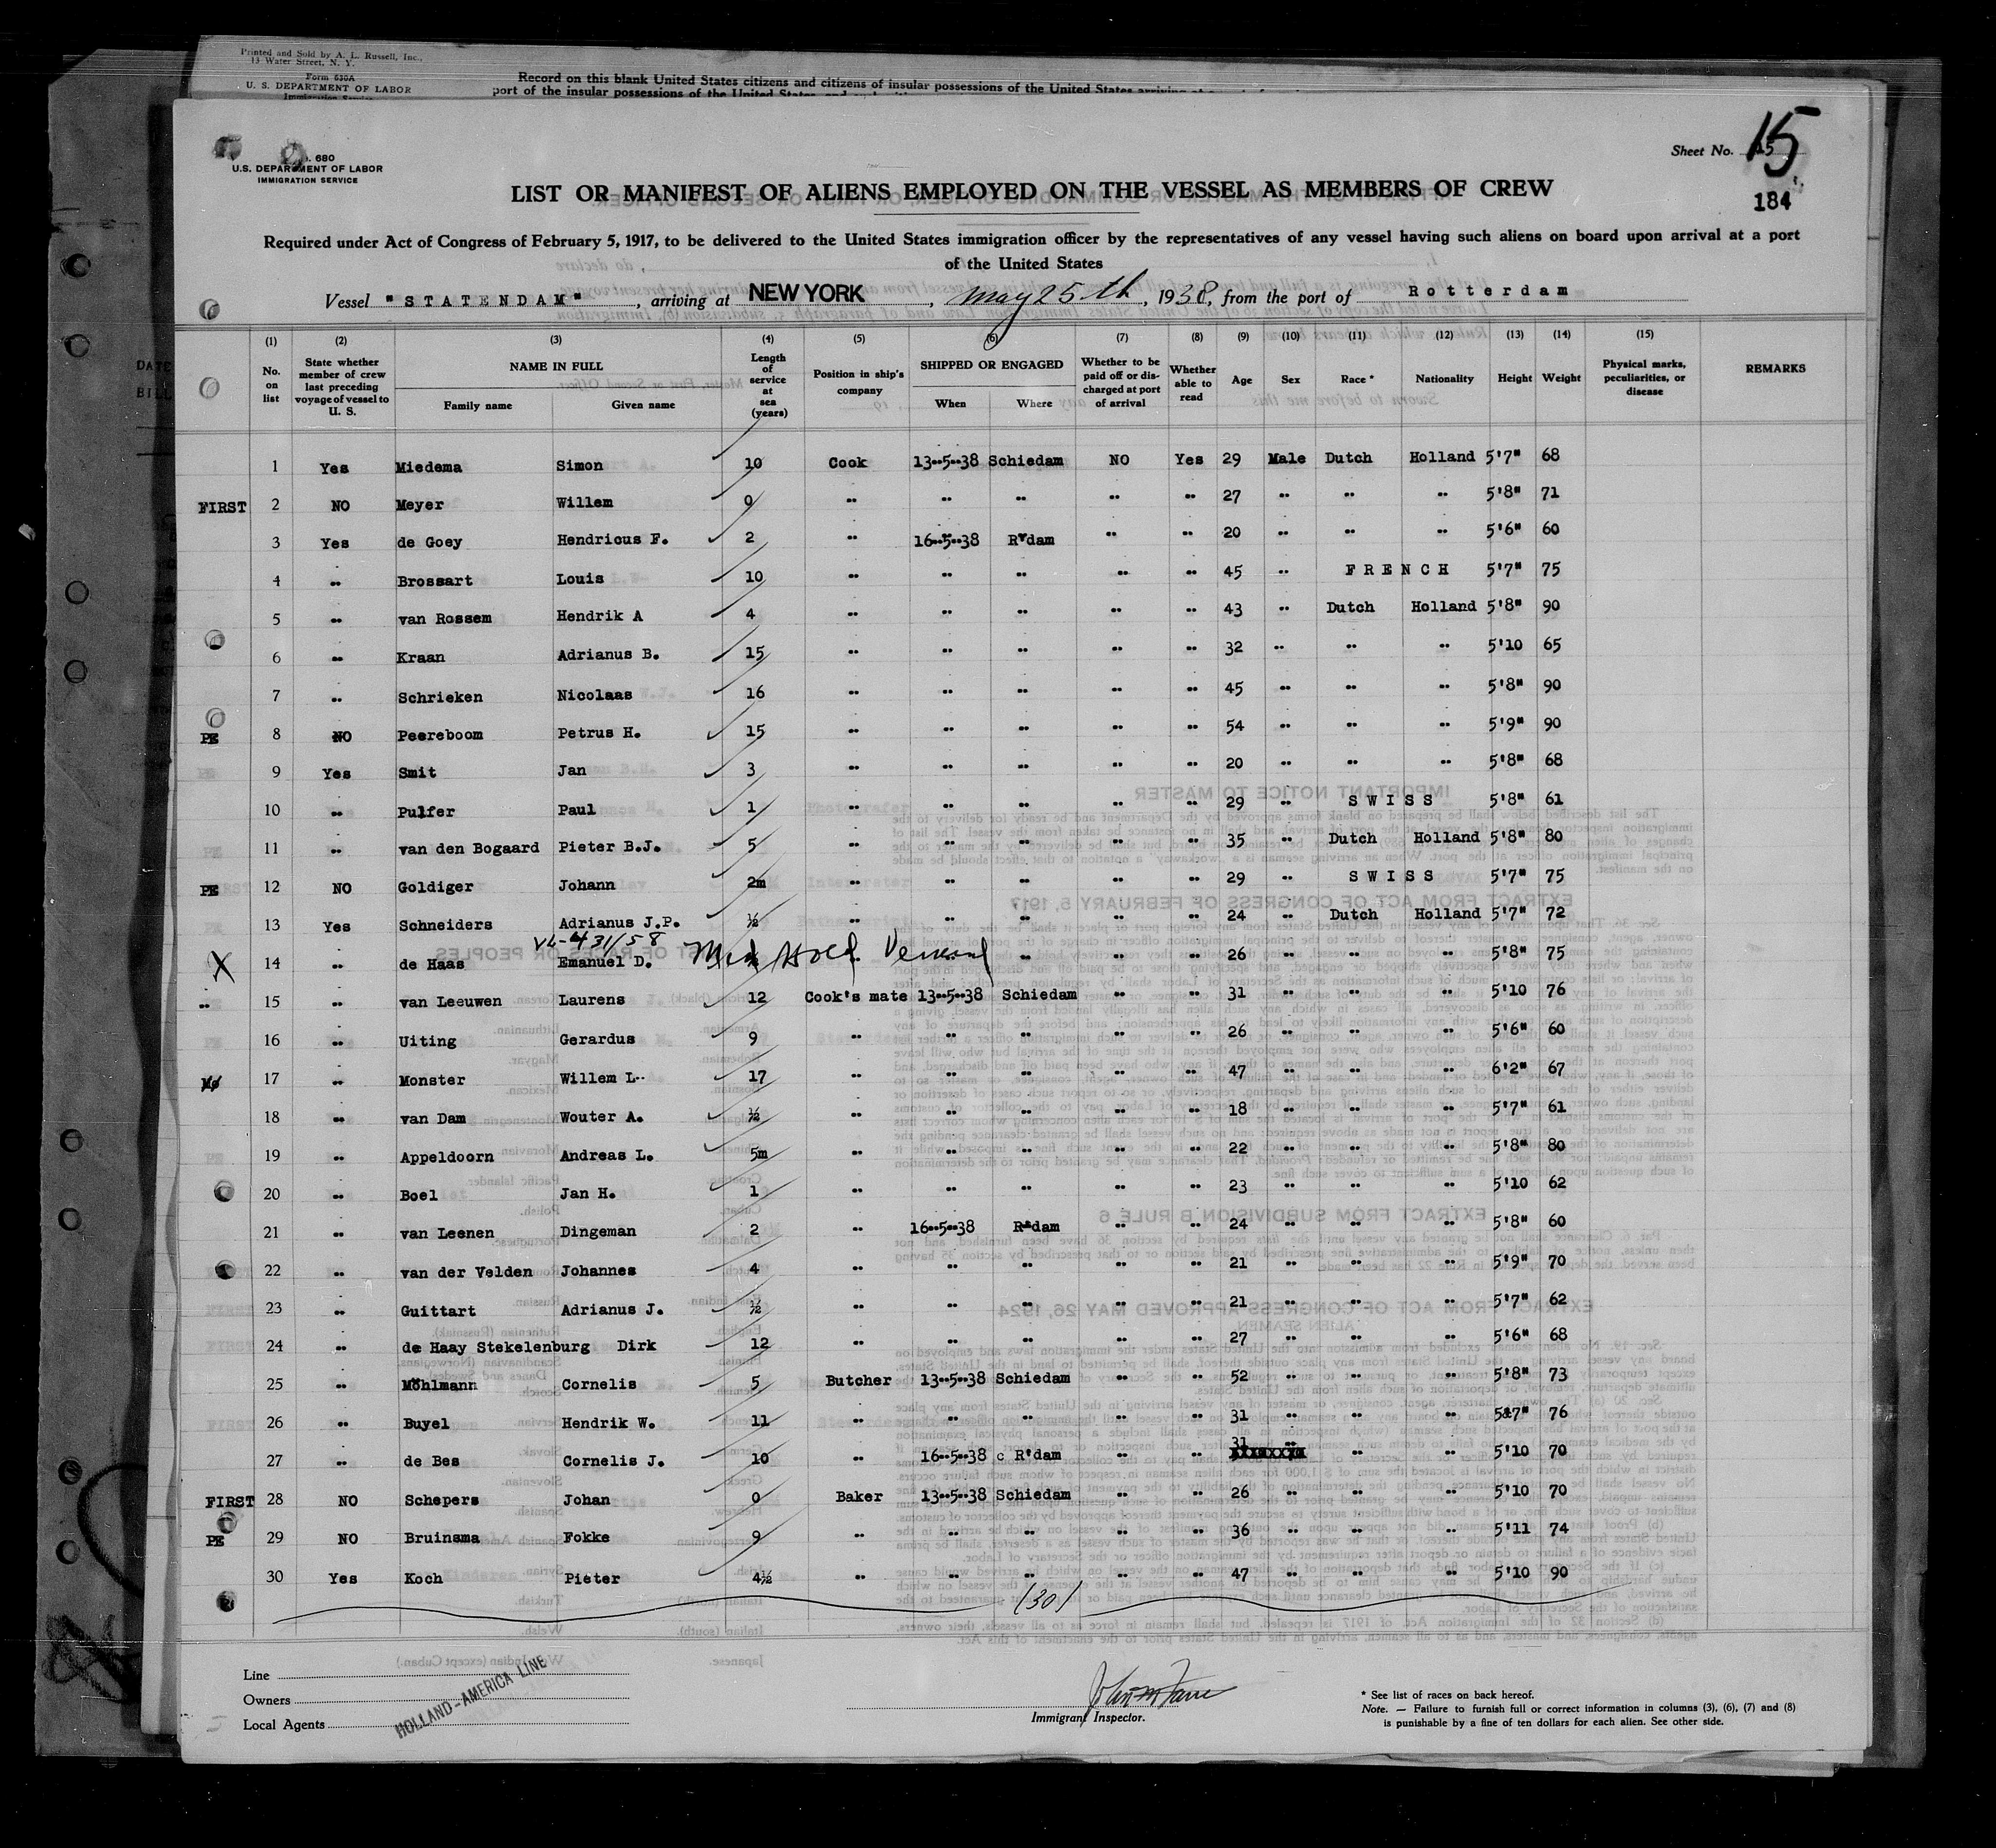 Printed and Sold by A. L. Russell, Inc.,
13 Water Street, N. Y.
Form 630A
U. S. DEPARTMENT OF LABOR
Immigration Service
Record on this blank United States citizens and citizens of insular possessions of the United States
port of the insular possessions of the United States
680
U.S. DEPARTMENT OF LABOR
IMMIGRATION SERVICE
Sheet No. 15
15
184
LIST OR MANIFEST OF ALIENS EMPLOYED ON THE VESSEL AS MEMBERS OF CREW
Required under Act of Congress of February 5, 1917, to be delivered to the United States immigration officer by the representatives of any vessel having such aliens on board upon arrival at a port
of the United States
Vessel "STATENDAM", arriving at NEW YORK, May 25th, 1938, from the port of Rotterdam
(1) (2) (3) (4) (5) (6) (7) (8) (9) (10) (11) (12) (13) (14) (15)
No. on list State whether member of crew last preceding voyage of vessel to U. S. NAME IN FULL Family name Given name Length of service at sea (years) Position in ship's company SHIPPED OR ENGAGED When Where Whether to be paid off or discharged at port of arrival Whether able to read Age Sex Race * Nationality Height Weight Physical marks, peculiarities, or disease REMARKS
1 Yes Miedema Simon 10 Cook 13--5--38 Schiedam NO Yes 29 Male Dutch Holland 5'7" 68
FIRST 2 NO Meyer Willem 0 -- -- -- -- -- 27 -- -- -- 5'8" 71
3 Yes de Goey Hendricus F. 2 -- 16--5--38 R'dam -- -- 20 -- -- -- 5'6" 60
4 -- Brossart Louis 10 -- -- -- -- -- 45 -- FRENCH 5'7" 75
5 -- van Rossem Hendrik A 4 -- -- -- -- -- 43 -- Dutch Holland 5'8" 90
6 -- Kraan Adrianus B. 15 -- -- -- -- -- 32 -- -- -- 5'10 65
7 -- Schrieken Nicolaas 16 -- -- -- -- -- 45 -- -- -- 5'8" 90
PE 8 NO Peereboom Petrus H. 15 -- -- -- -- -- 54 -- -- -- 5'9" 90
9 Yes Smit Jan 3 -- -- -- -- -- 20 -- -- -- 5'8" 68
10 -- Pulfer Paul 1 -- -- -- -- -- 29 -- SWISS 5'8" 61
11 -- van den Bogaard Pieter B.J. 5 -- -- -- -- -- 35 -- Dutch Holland 5'8" 80
PE 12 NO Goldiger Johann 2m -- -- -- -- -- 29 -- SWISS 5'7" 75
13 Yes Schneiders Adrianus J.P. ½ -- -- -- -- -- 24 -- Dutch Holland 5'7" 72
X 14 -- de Haas Emanuel D. -- -- -- 26 -- -- -- 5'8" 75
-- 15 -- van Leeuwen Laurens 12 Cook's mate 13--5--38 Schiedam -- -- 31 -- -- -- 5'10 76
16 -- Uiting Gerardus 9 -- -- -- -- -- 26 -- -- -- 5'6" 60
17 -- Monster Willem L-- 17 -- -- -- -- -- 47 -- -- -- 6'2" 67
18 -- van Dam Wouter A. ½ -- -- -- -- -- 18 -- -- -- 5'7" 61
19 -- Appeldoorn Andreas L. 5m -- -- -- -- -- 22 -- -- -- 5'8" 80
20 -- Boel Jan H. 1 -- -- -- -- -- 23 -- -- -- 5'10 62
21 -- van Leenen Dingeman 2 -- 16--5--38 R'dam -- -- 24 -- -- -- 5'8" 60
22 -- van der Velden Johannes 4 -- -- -- -- -- 21 -- -- -- 5'9" 70
23 -- Guittart Adrianus J. ½ -- -- -- -- -- 21 -- -- -- 5'7" 62
24 -- de Haay Stekelenburg Dirk 12 -- -- -- -- -- 27 -- -- -- 5'6" 68
25 -- Möhlmann Cornelis 5 Butcher 13--5--38 Schiedam -- -- 52 -- -- -- 5'8" 73
26 -- Buyel Hendrik W. 11 -- -- -- -- -- 31 -- -- -- 5'7" 76
27 -- de Bes Cornelis J. 10 -- 16--5--38 c R'dam -- -- 31 -- -- -- 5'10 70
FIRST 28 NO Schepers Johan 0 Baker 13--5--38 Schiedam -- -- 26 -- -- -- 5'10 70
PE 29 NO Bruinsma Fokke 9 -- -- -- -- -- 36 -- -- -- 5'11 74
30 Yes Koch Pieter 4½ -- -- -- -- -- 47 -- -- -- 5'10 90
(30)
Line
Owners
Local Agents
HOLLAND-AMERICA LINE
Immigrant Inspector.
* See list of races on back hereof.
Note. — Failure to furnish full or correct information in columns (3), (6), (7) and (8)
is punishable by a fine of ten dollars for each alien. See other side.